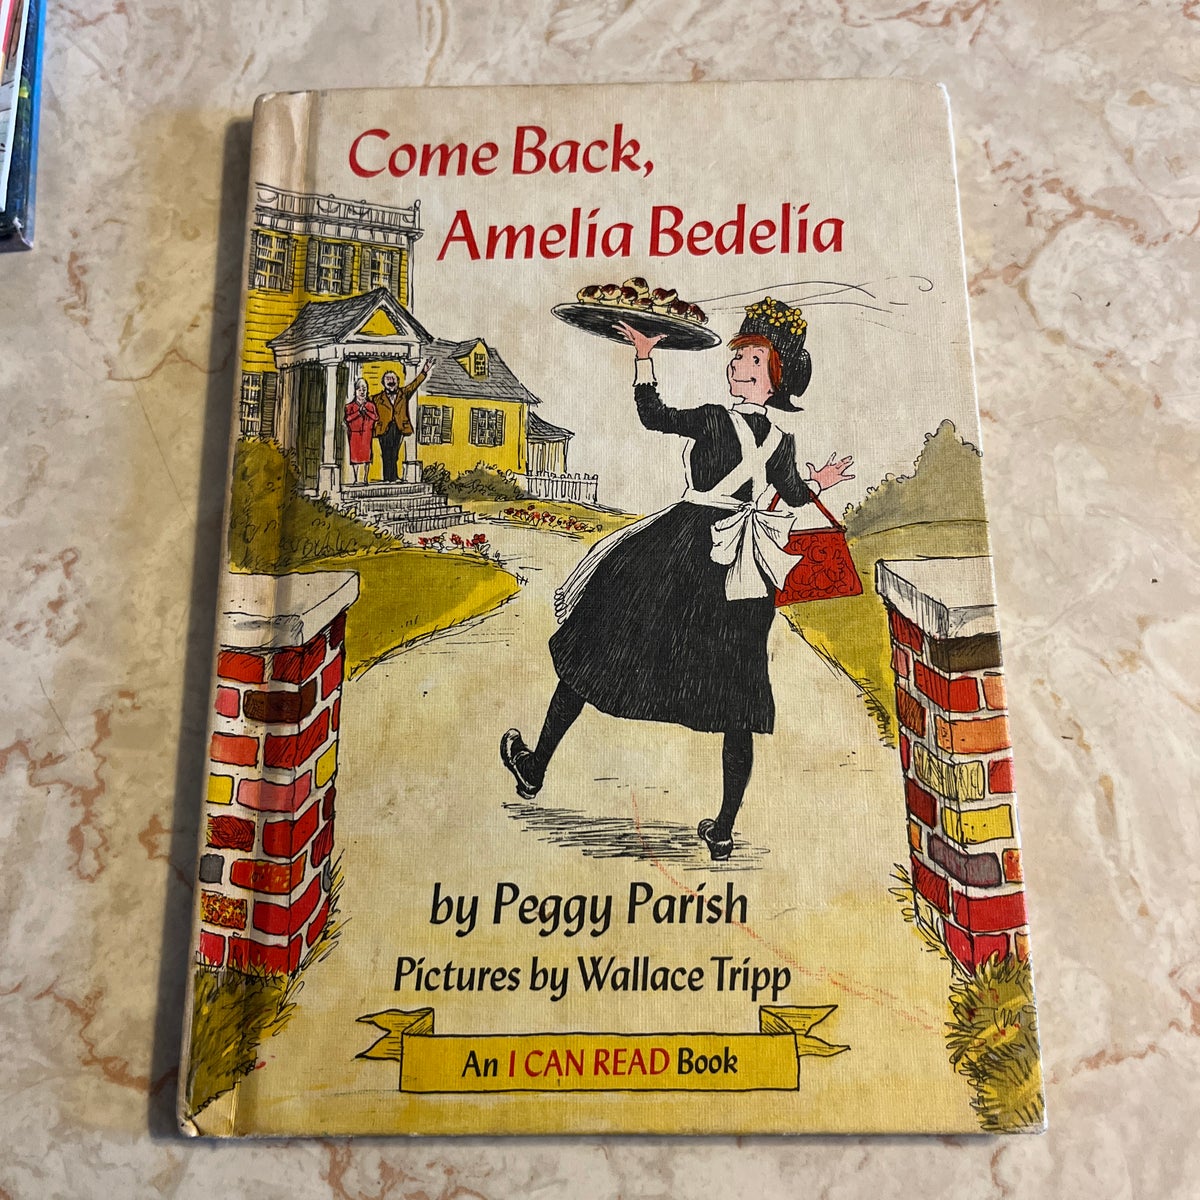 Come Back,
Amelia Bedelia
by Peggy Parish
Pictures by Wallace Tripp
An I CAN READ Book